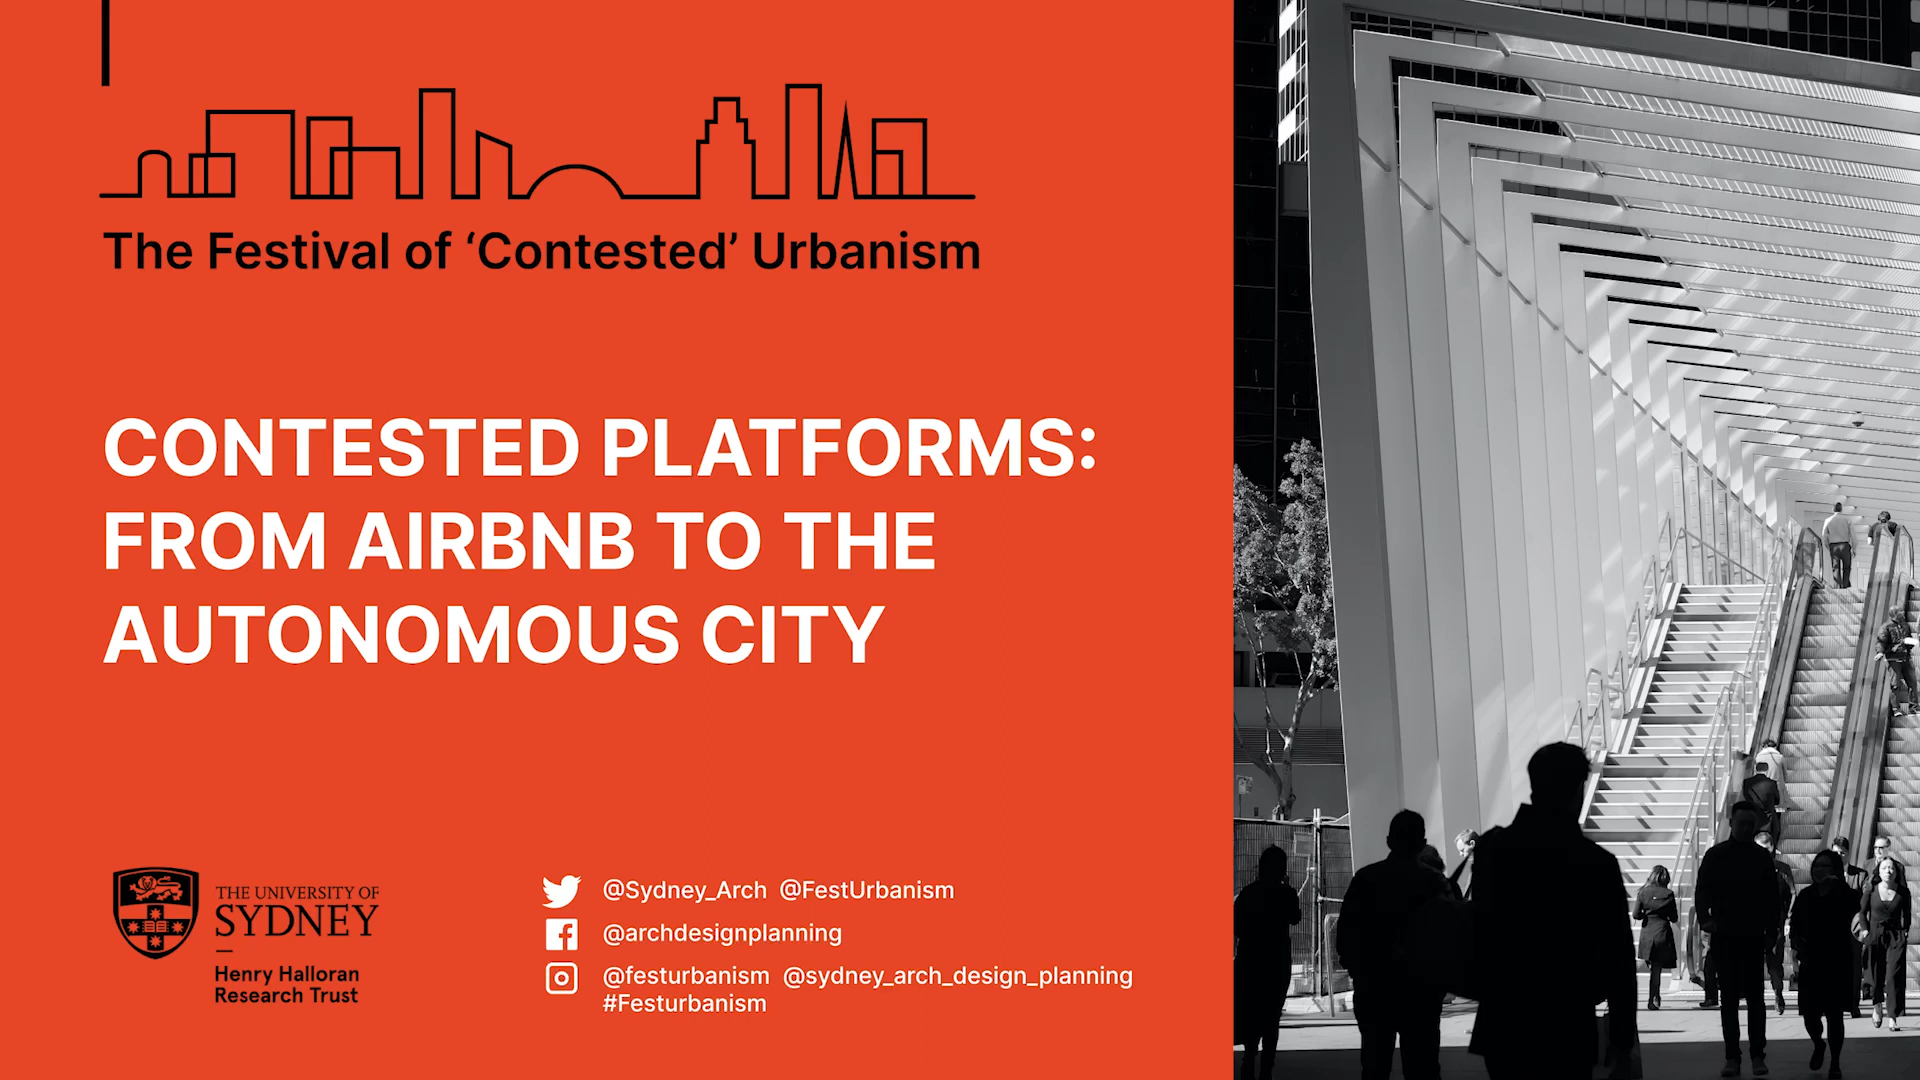 The Festival of ‘Contested’ Urbanism
CONTESTED PLATFORMS:
FROM AIRBNB TO THE
AUTONOMOUS CITY
THE UNIVERSITY OF
SYDNEY
Henry Halloran
Research Trust
@Sydney_Arch @FestUrbanism
@archdesignplanning
@festurbanism @sydney_arch_design_planning
#Festurbanism